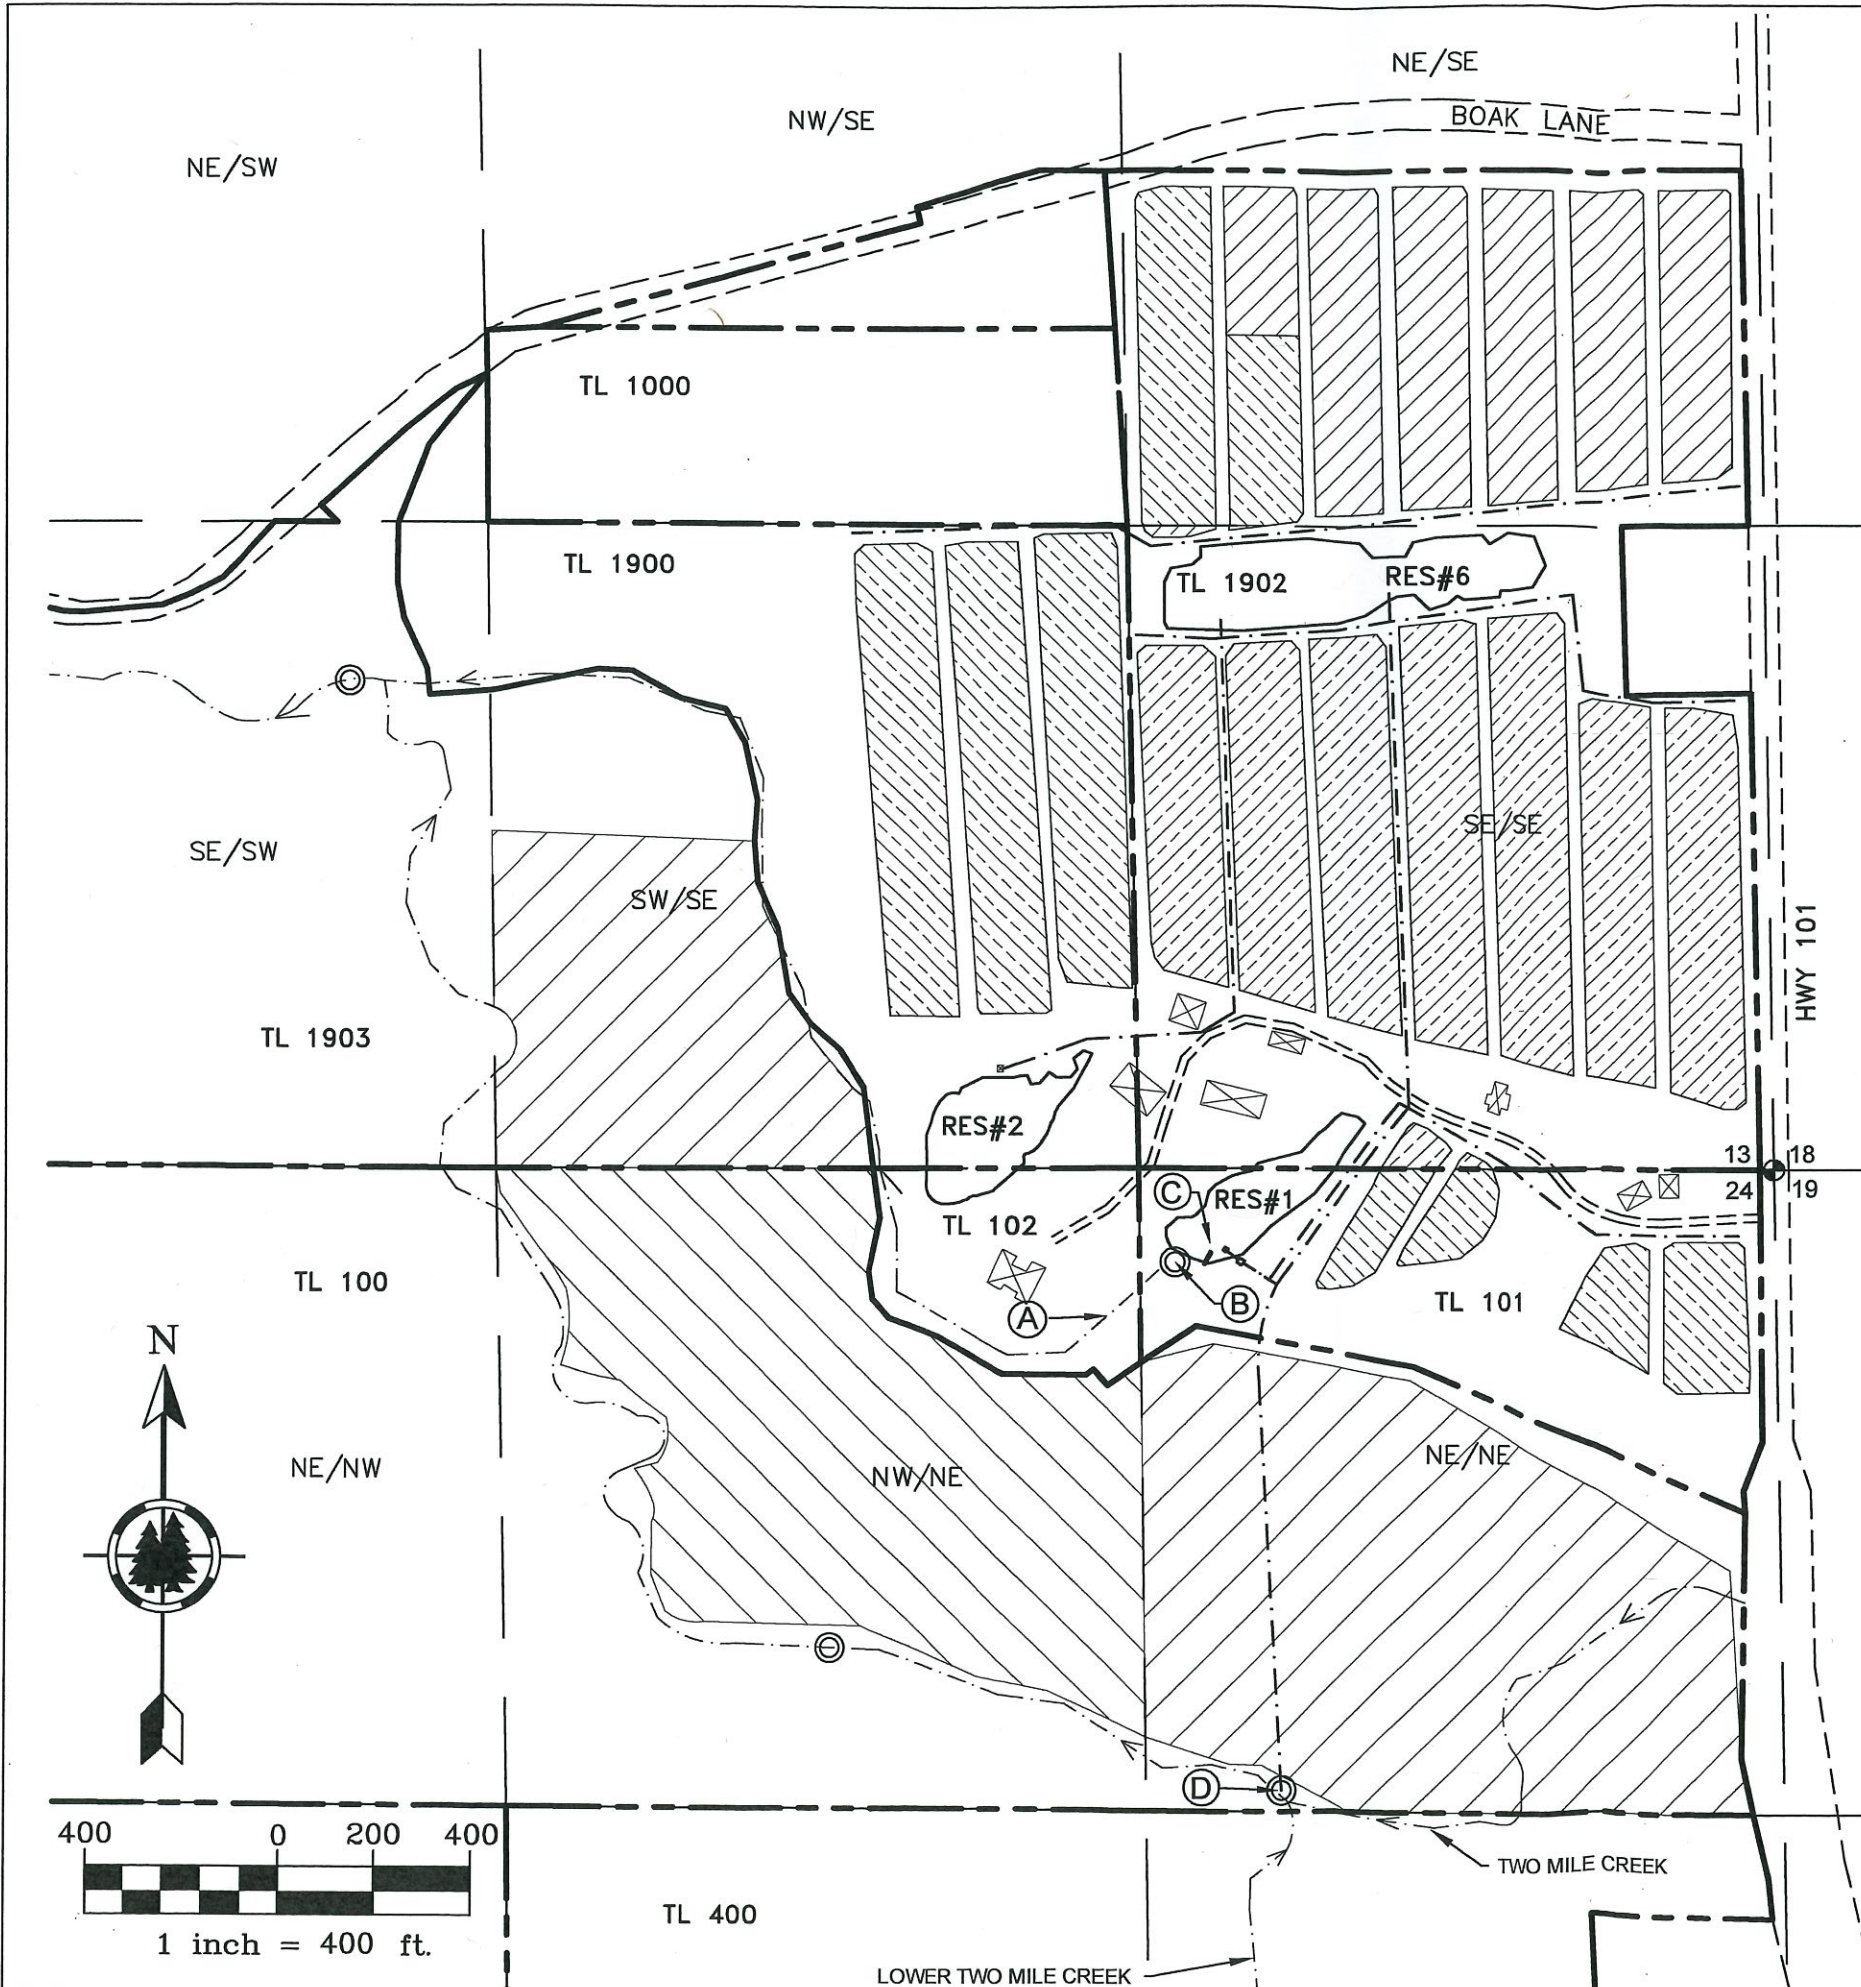 NE/SE
NW/SE
BOAK LANE
NE/SW
TL 1000
TL 1900
TL 1902
RES#6
SE/SW
SE/SE
SW/SE
HWY 101
TL 1903
RES#2
RES#1
13
18
24
19
C
TL 102
TL 100
A
B
TL 101
N
NE/NW
NW/NE
NE/NE
D
400 0 200 400
TWO MILE CREEK
TL 400
1 inch = 400 ft.
LOWER TWO MILE CREEK